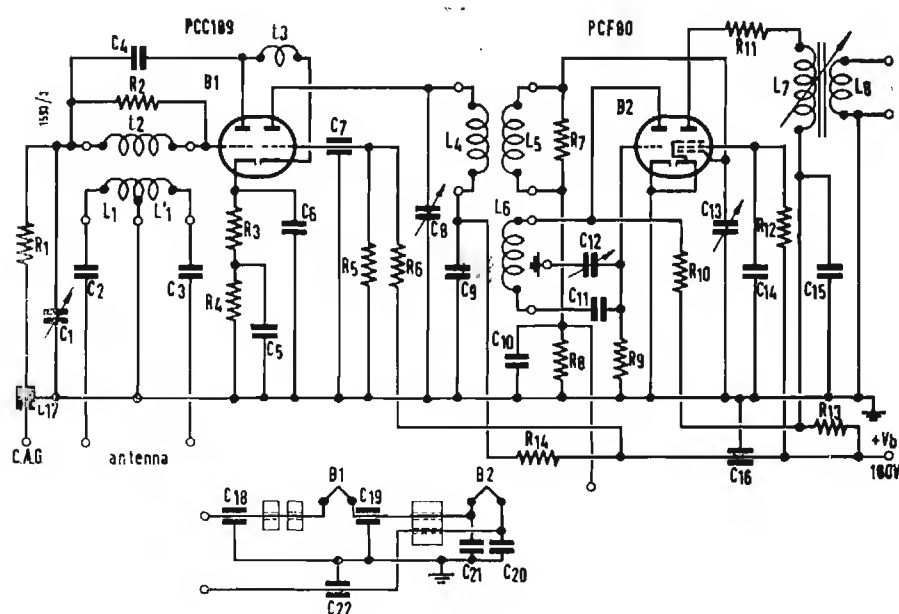 PCC189
PCF80
C4
L3
R2
B1
L2
R11
B2
L7
L8
C7
L4
L5
R7
L1
L'1
R1
C1
C2
C3
R3
R4
C6
C5
R5
R6
C8
C9
L6
C12
C11
C10
R8
R9
R10
C13
R12
C14
C15
C17
C.A.G.
antenna
R14
R13
C16
+Vb
180V
B1
B2
C18
C19
C21
C20
C22